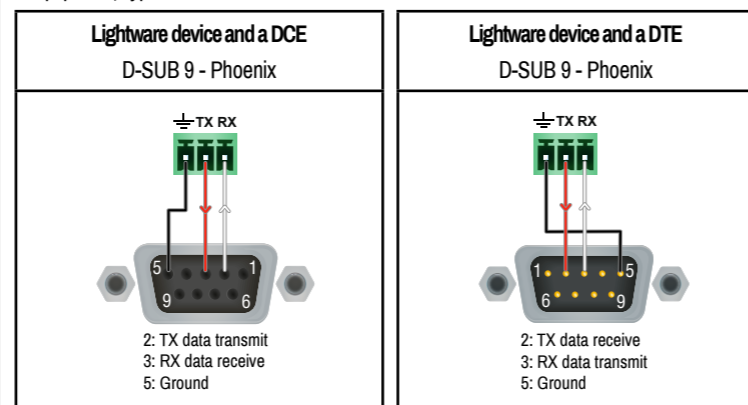 Lightware device and a DCE
D-SUB 9 - Phoenix
TX RX
5 1
9 6
2: TX data transmit
3: RX data receive
5: Ground
Lightware device and a DTE
D-SUB 9 - Phoenix
TX RX
1 5
6 9
2: TX data receive
3: RX data transmit
5: Ground